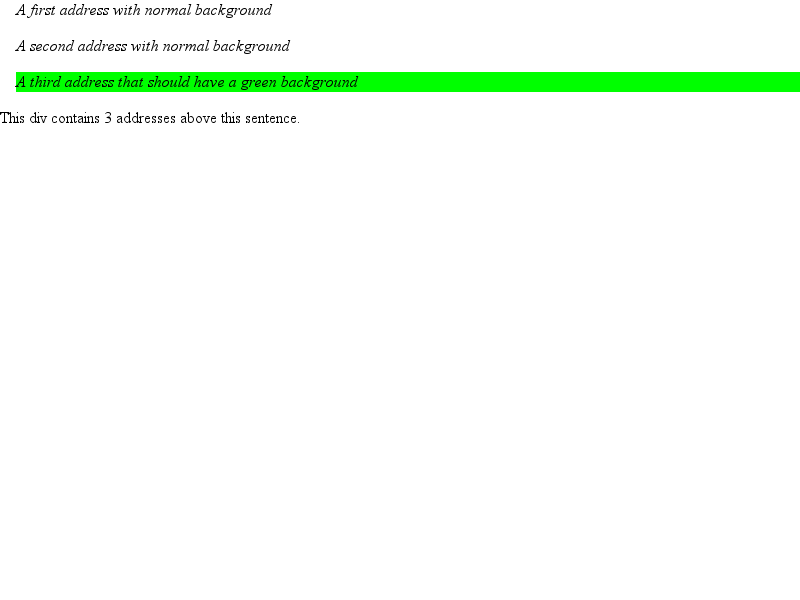 A first address with normal background
A second address with normal background
A third address that should have a green background
This div contains 3 addresses above this sentence.